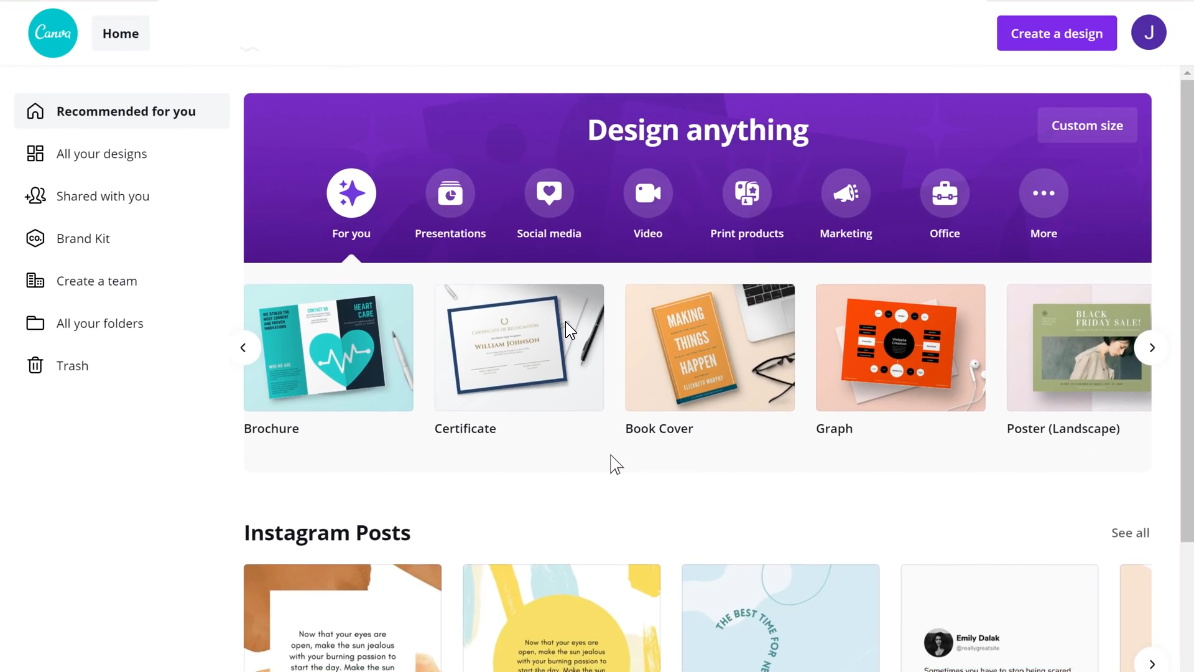 Canva
Home
Create a design
J
Recommended for you
All your designs
Shared with you
CO.
Brand Kit
Create a team
All your folders
Trash
Design anything
Custom size
For you
Presentations
Social media
Video
Print products
Marketing
Office
More
HEART
CARE
CONTACT US
CERTIFICATE OF RECOGNITION
WILLIAM JOHNSON
MAKING
THINGS
HAPPEN
ELIZABETH MURPHY
BLACK
FRIDAY SALE!
Brochure
Certificate
Book Cover
Graph
Poster (Landscape)
Instagram Posts
See all
Now that your eyes are
open, make the sun jealous
with your burning passion to
start the day. Make the sun
Now that your eyes are
open, make the sun jealous
with your burning passion to
start the day. Make the sun
THE BEST TIME FOR NE
Emily Dalak
@reallygreatsite
Sometimes you have to stop being scared